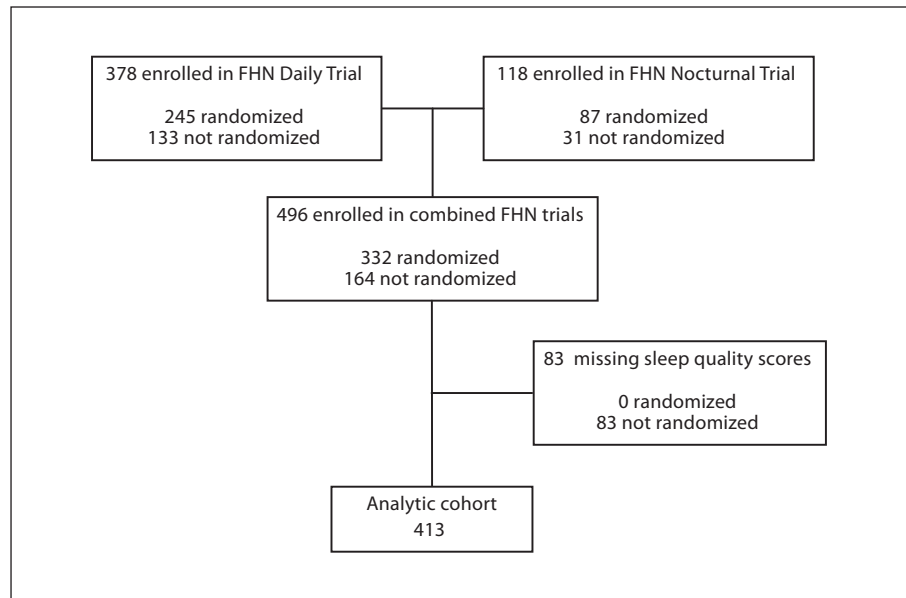 378 enrolled in FHN Daily Trial
245 randomized
133 not randomized
118 enrolled in FHN Nocturnal Trial
87 randomized
31 not randomized
496 enrolled in combined FHN trials
332 randomized
164 not randomized
83 missing sleep quality scores
0 randomized
83 not randomized
Analytic cohort
413